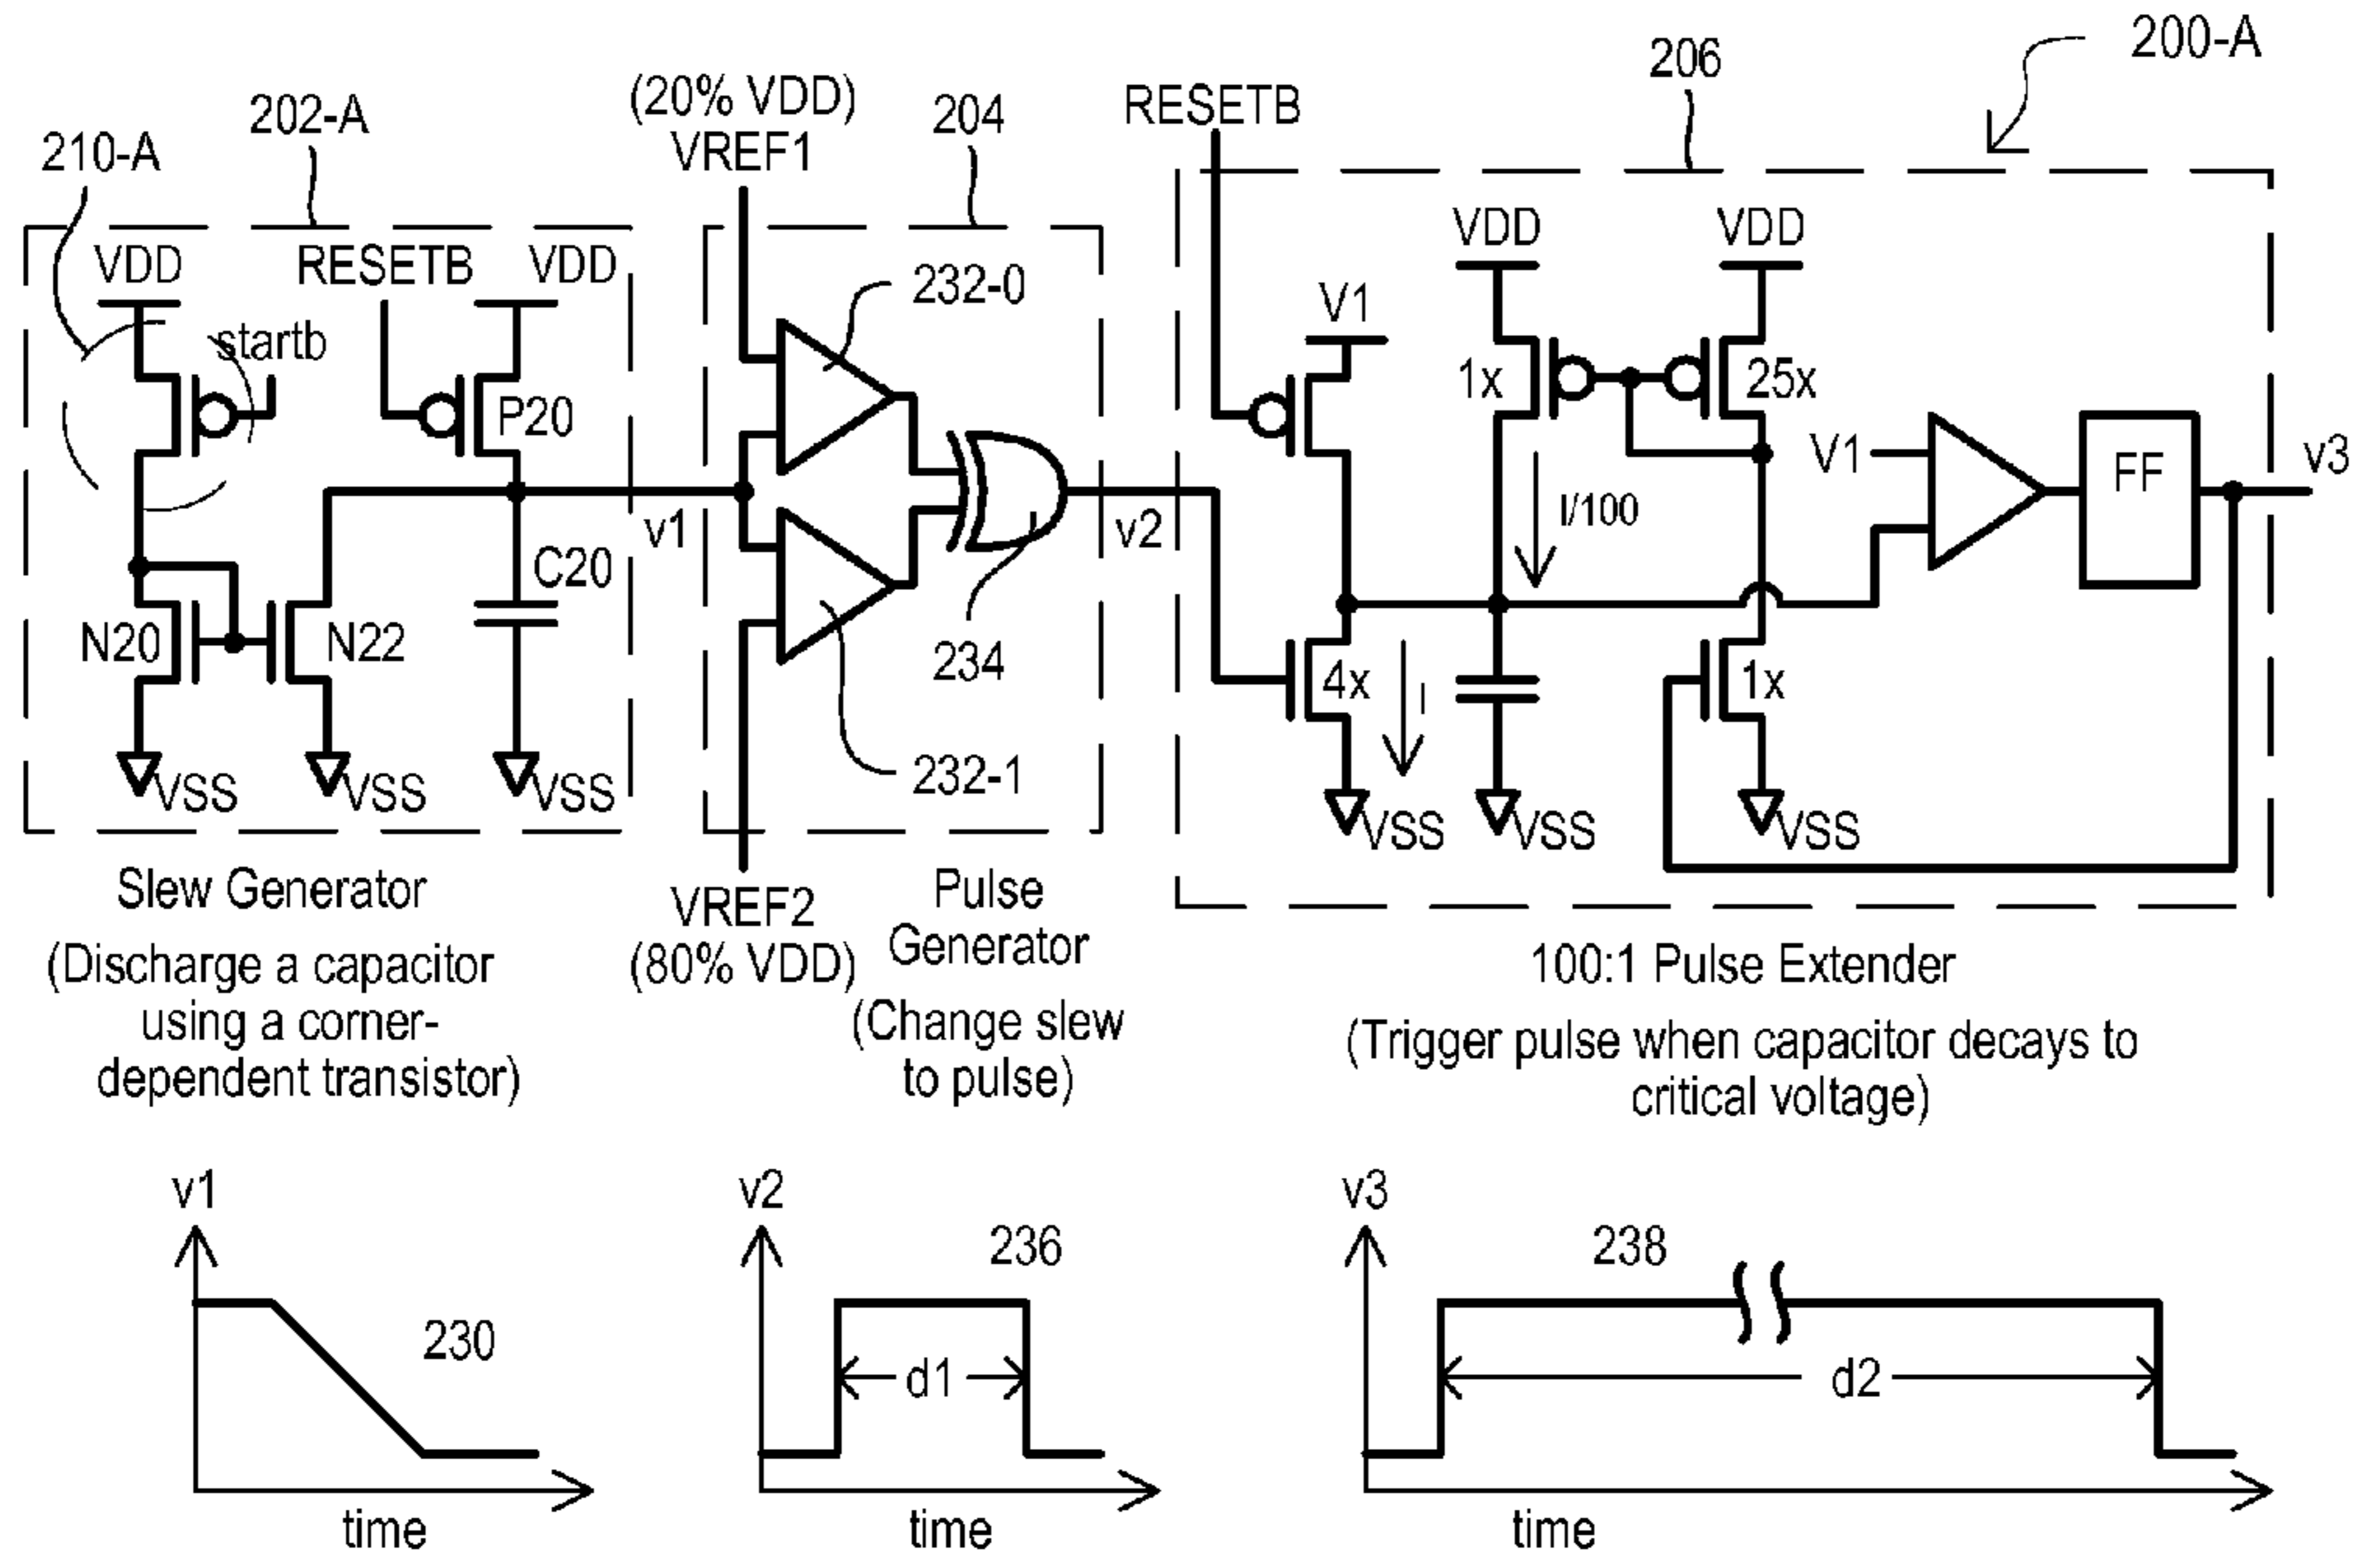 200-A
206
(20% VDD)
VREF1
204
RESETB
202-A
210-A
VDD
RESETB
VDD
startb
P20
N20
N22
C20
VSS
VSS
VSS
v1
232-0
234
232-1
v2
V1
VDD
VDD
1x
25x
I/100
V1
FF
v3
4x
I
1x
VSS
VSS
VSS
Slew Generator
(Discharge a capacitor
using a corner-
dependent transistor)
VREF2
(80% VDD)
Pulse
Generator
(Change slew
to pulse)
100:1 Pulse Extender
(Trigger pulse when capacitor decays to
critical voltage)
v1
230
time
v2
236
d1
time
v3
238
d2
time